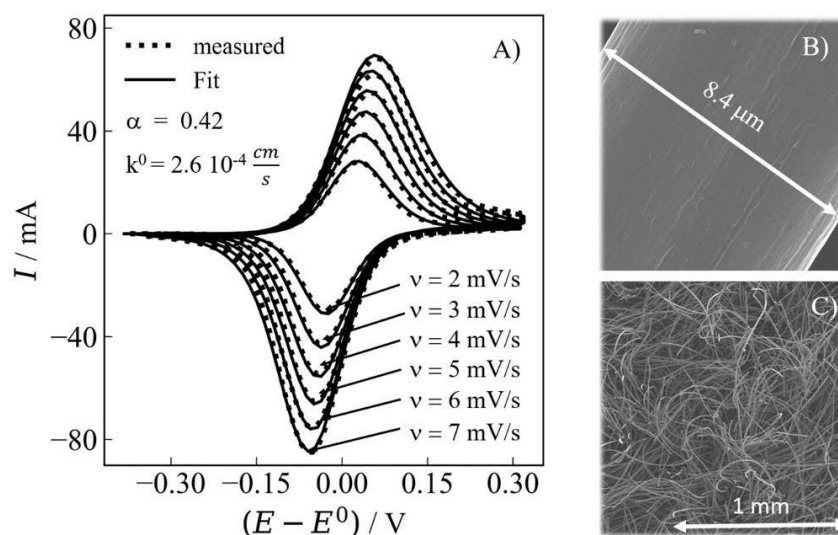 A)
measured
Fit
α = 0.42
k⁰ = 2.6 10⁻⁴ cm/s
80
40
0
−40
−80
I / mA
ν = 2 mV/s
ν = 3 mV/s
ν = 4 mV/s
ν = 5 mV/s
ν = 6 mV/s
ν = 7 mV/s
−0.30
−0.15
0.00
0.15
0.30
(E − E⁰) / V
B)
8.4 μm
C)
1 mm